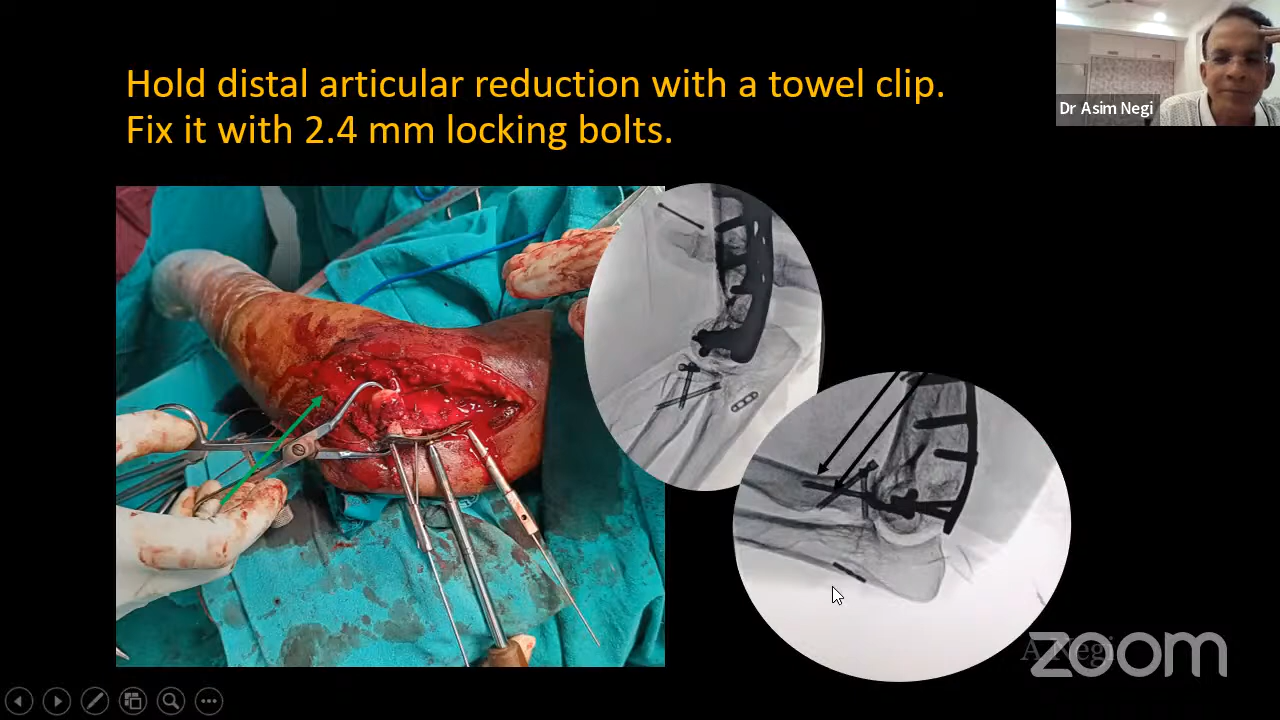 Hold distal articular reduction with a towel clip.
Fix it with 2.4 mm locking bolts.
Dr Asim Negi
A Negi
zoom